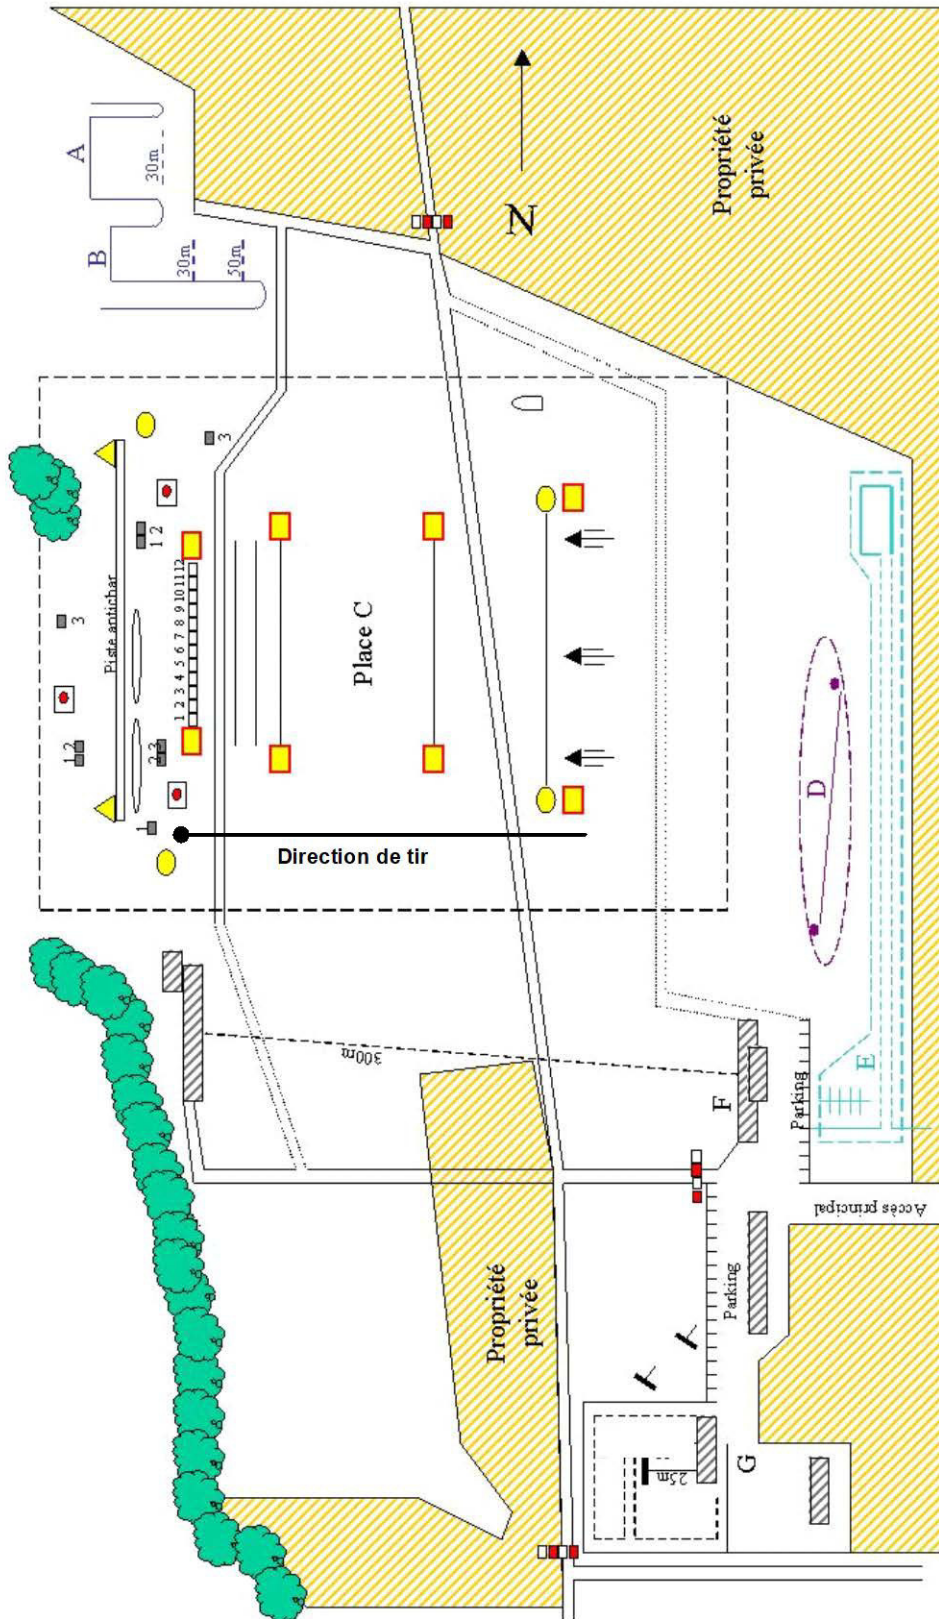 A
30m
B
30m
50m
N
Propriété
privée
3
1 2
3
Piste antichar
1 2
2 3
1
1 2 3 4 5 6 7 8 9 10 11 12
Place C
Direction de tir
D
300m
F
Parking
E
Accès principal
Parking
Propriété
privée
25m
G